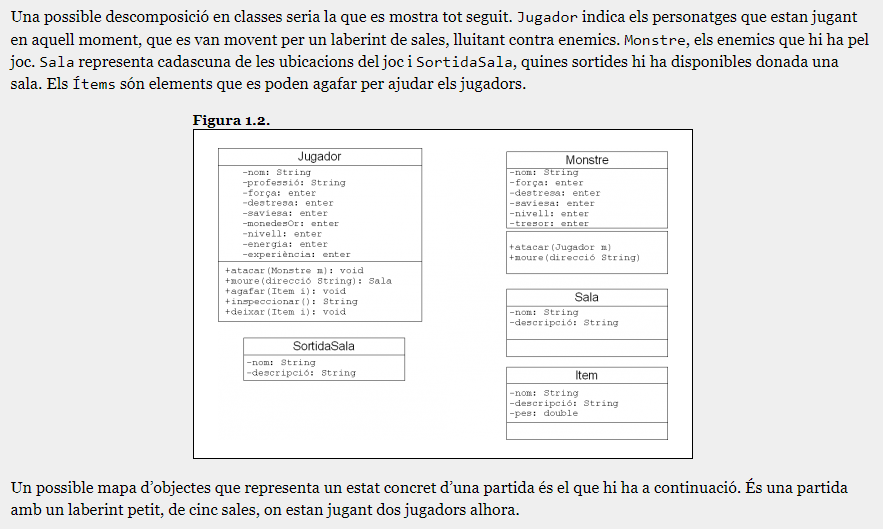 Una possible descomposició en classes seria la que es mostra tot seguit. Jugador indica els personatges que estan jugant
en aquell moment, que es van movent per un laberint de sales, lluitant contra enemics. Monstre, els enemics que hi ha pel
joc. Sala representa cadascuna de les ubicacions del joc i SortidaSala, quines sortides hi ha disponibles donada una
sala. Els Ítems són elements que es poden agafar per ajudar els jugadors.
Figura 1.2.
Jugador
-nom: String
-professió: String
-força: enter
-destresa: enter
-saviesa: enter
-monedesOr: enter
-nivell: enter
-energia: enter
-experiència: enter
+atacar(Monstre m): void
+moure(direcció String): Sala
+agafar(Item i): void
+inspeccionar(): String
+deixar(Item i): void
SortidaSala
-nom: String
-descripció: String
Monstre
-nom: String
-força: enter
-destresa: enter
-saviesa: enter
-nivell: enter
-tresor: enter
+atacar(Jugador m)
+moure(direcció String)
Sala
-nom: String
-descripció: String
Item
-nom: String
-descripció: String
-pes: double
Un possible mapa d’objectes que representa un estat concret d’una partida és el que hi ha a continuació. És una partida
amb un laberint petit, de cinc sales, on estan jugant dos jugadors alhora.